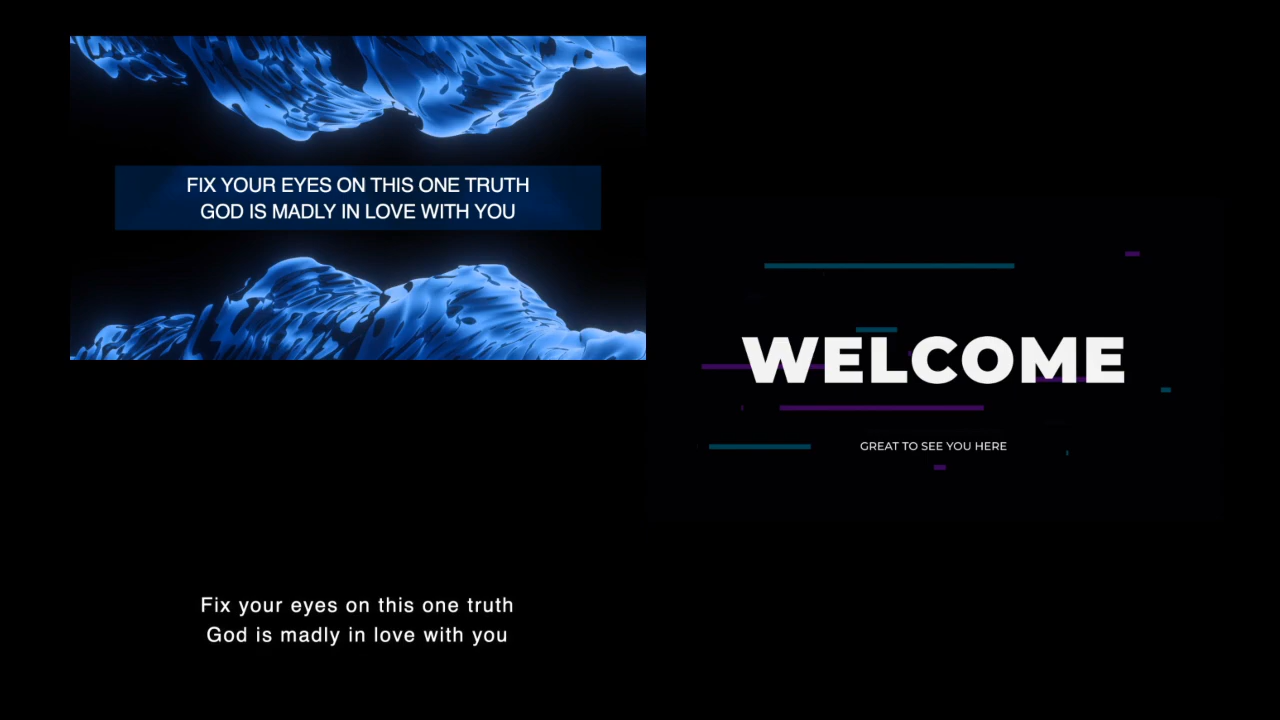 FIX YOUR EYES ON THIS ONE TRUTH
GOD IS MADLY IN LOVE WITH YOU
WELCOME
GREAT TO SEE YOU HERE
Fix your eyes on this one truth
God is madly in love with you